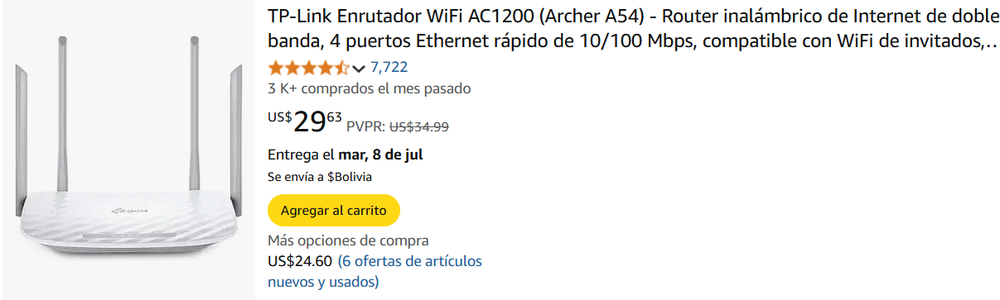 TP-Link Enrutador WiFi AC1200 (Archer A54) - Router inalámbrico de Internet de doble
banda, 4 puertos Ethernet rápido de 10/100 Mbps, compatible con WiFi de invitados,…
7,722
3 K+ comprados el mes pasado
US$2963 PVPR: US$34.99
Entrega el mar, 8 de jul
Se envía a $Bolivia
Agregar al carrito
Más opciones de compra
US$24.60 (6 ofertas de artículos
nuevos y usados)
tp-link